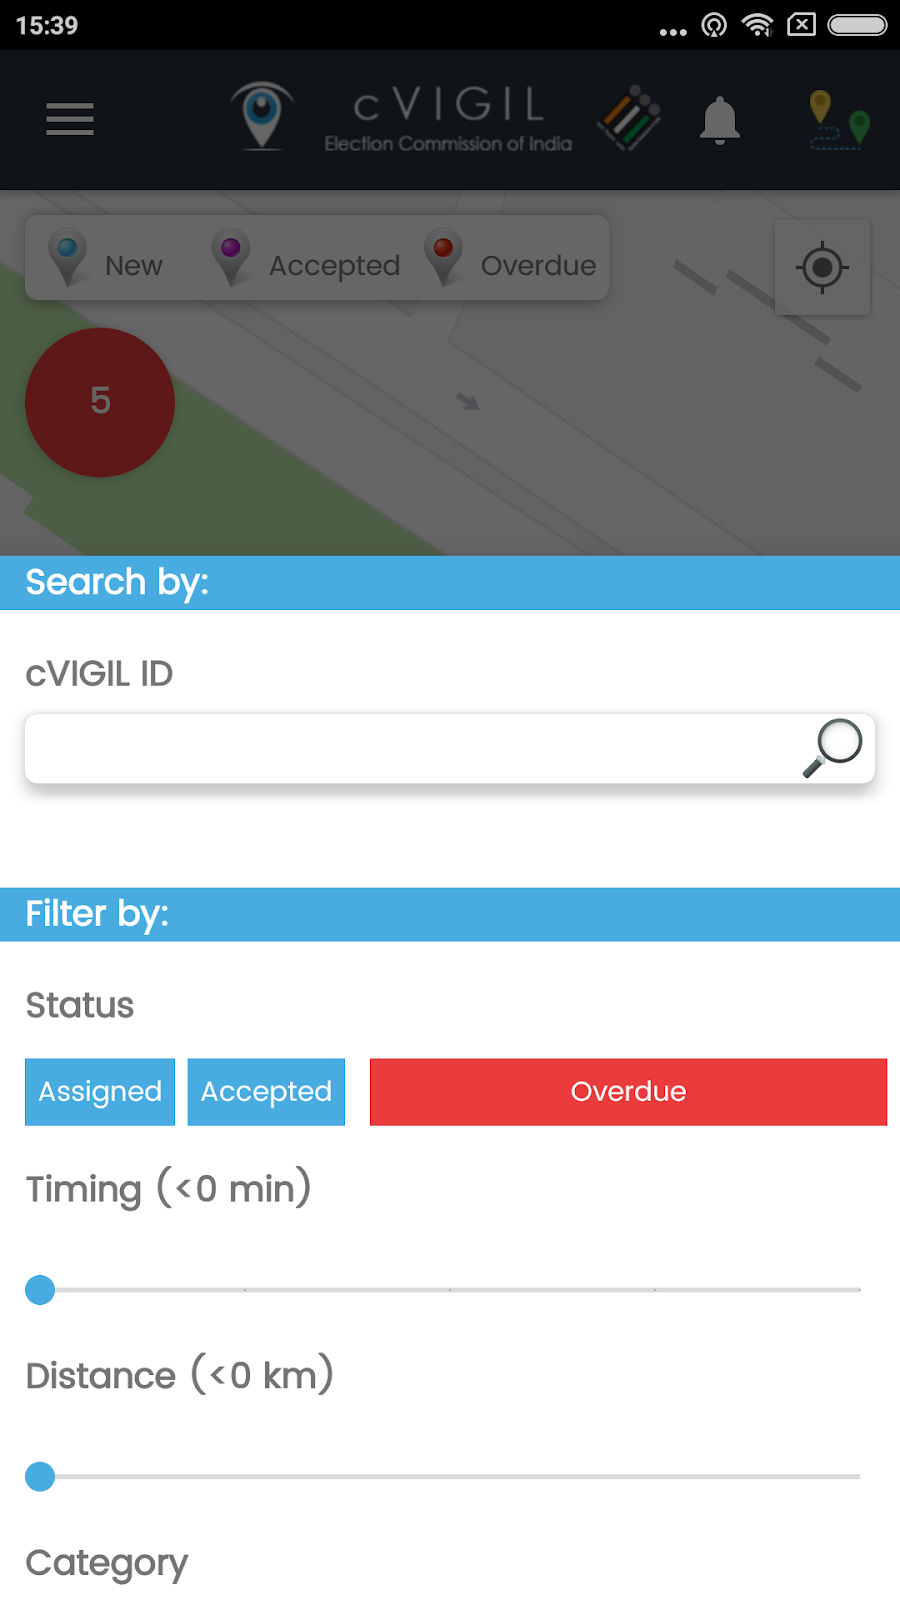 15:39
cVIGIL
Election Commission of India
New Accepted Overdue
5
Search by:
cVIGIL ID
Filter by:
Status
Assigned Accepted Overdue
Timing (<0 min)
Distance (<0 km)
Category